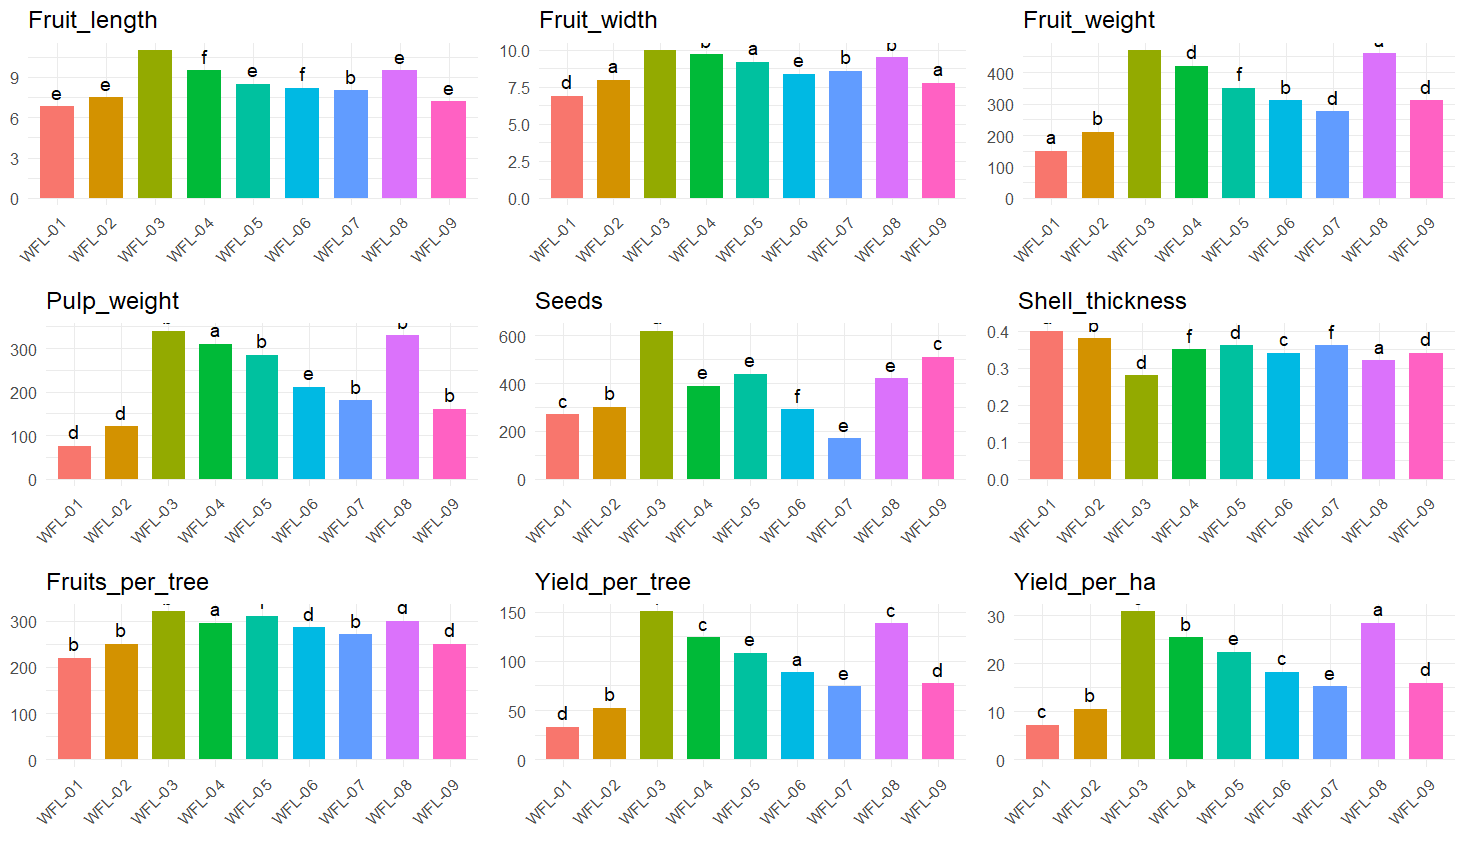 Fruit_length
9
6
3
0
e e f e f b e e
WFL-01 WFL-02 WFL-03 WFL-04 WFL-05 WFL-06 WFL-07 WFL-08 WFL-09
Fruit_width
10.0
7.5
5.0
2.5
0.0
d a b a e b b a
WFL-01 WFL-02 WFL-03 WFL-04 WFL-05 WFL-06 WFL-07 WFL-08 WFL-09
Fruit_weight
400
300
200
100
0
a b d f b d d
WFL-01 WFL-02 WFL-03 WFL-04 WFL-05 WFL-06 WFL-07 WFL-08 WFL-09
Pulp_weight
300
200
100
0
d d a b e b b b
WFL-01 WFL-02 WFL-03 WFL-04 WFL-05 WFL-06 WFL-07 WFL-08 WFL-09
Seeds
600
400
200
0
c b e e f e e c
WFL-01 WFL-02 WFL-03 WFL-04 WFL-05 WFL-06 WFL-07 WFL-08 WFL-09
Shell_thickness
0.4
0.3
0.2
0.1
0.0
b d f d c f a d
WFL-01 WFL-02 WFL-03 WFL-04 WFL-05 WFL-06 WFL-07 WFL-08 WFL-09
Fruits_per_tree
300
200
100
0
b b a d b d
WFL-01 WFL-02 WFL-03 WFL-04 WFL-05 WFL-06 WFL-07 WFL-08 WFL-09
Yield_per_tree
150
100
50
0
d b c e a e c d
WFL-01 WFL-02 WFL-03 WFL-04 WFL-05 WFL-06 WFL-07 WFL-08 WFL-09
Yield_per_ha
30
20
10
0
c b b e c e a d
WFL-01 WFL-02 WFL-03 WFL-04 WFL-05 WFL-06 WFL-07 WFL-08 WFL-09